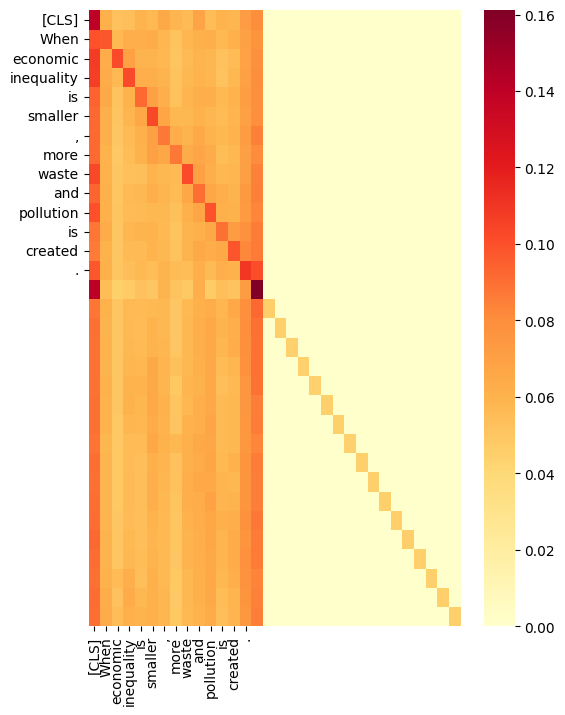 [CLS]
When
economic
inequality
is
smaller
,
more
waste
and
pollution
is
created
.
0.16
0.14
0.12
0.10
0.08
0.06
0.04
0.02
0.00
[CLS]
When
economic
inequality
is
smaller
,
more
waste
and
pollution
is
created
.